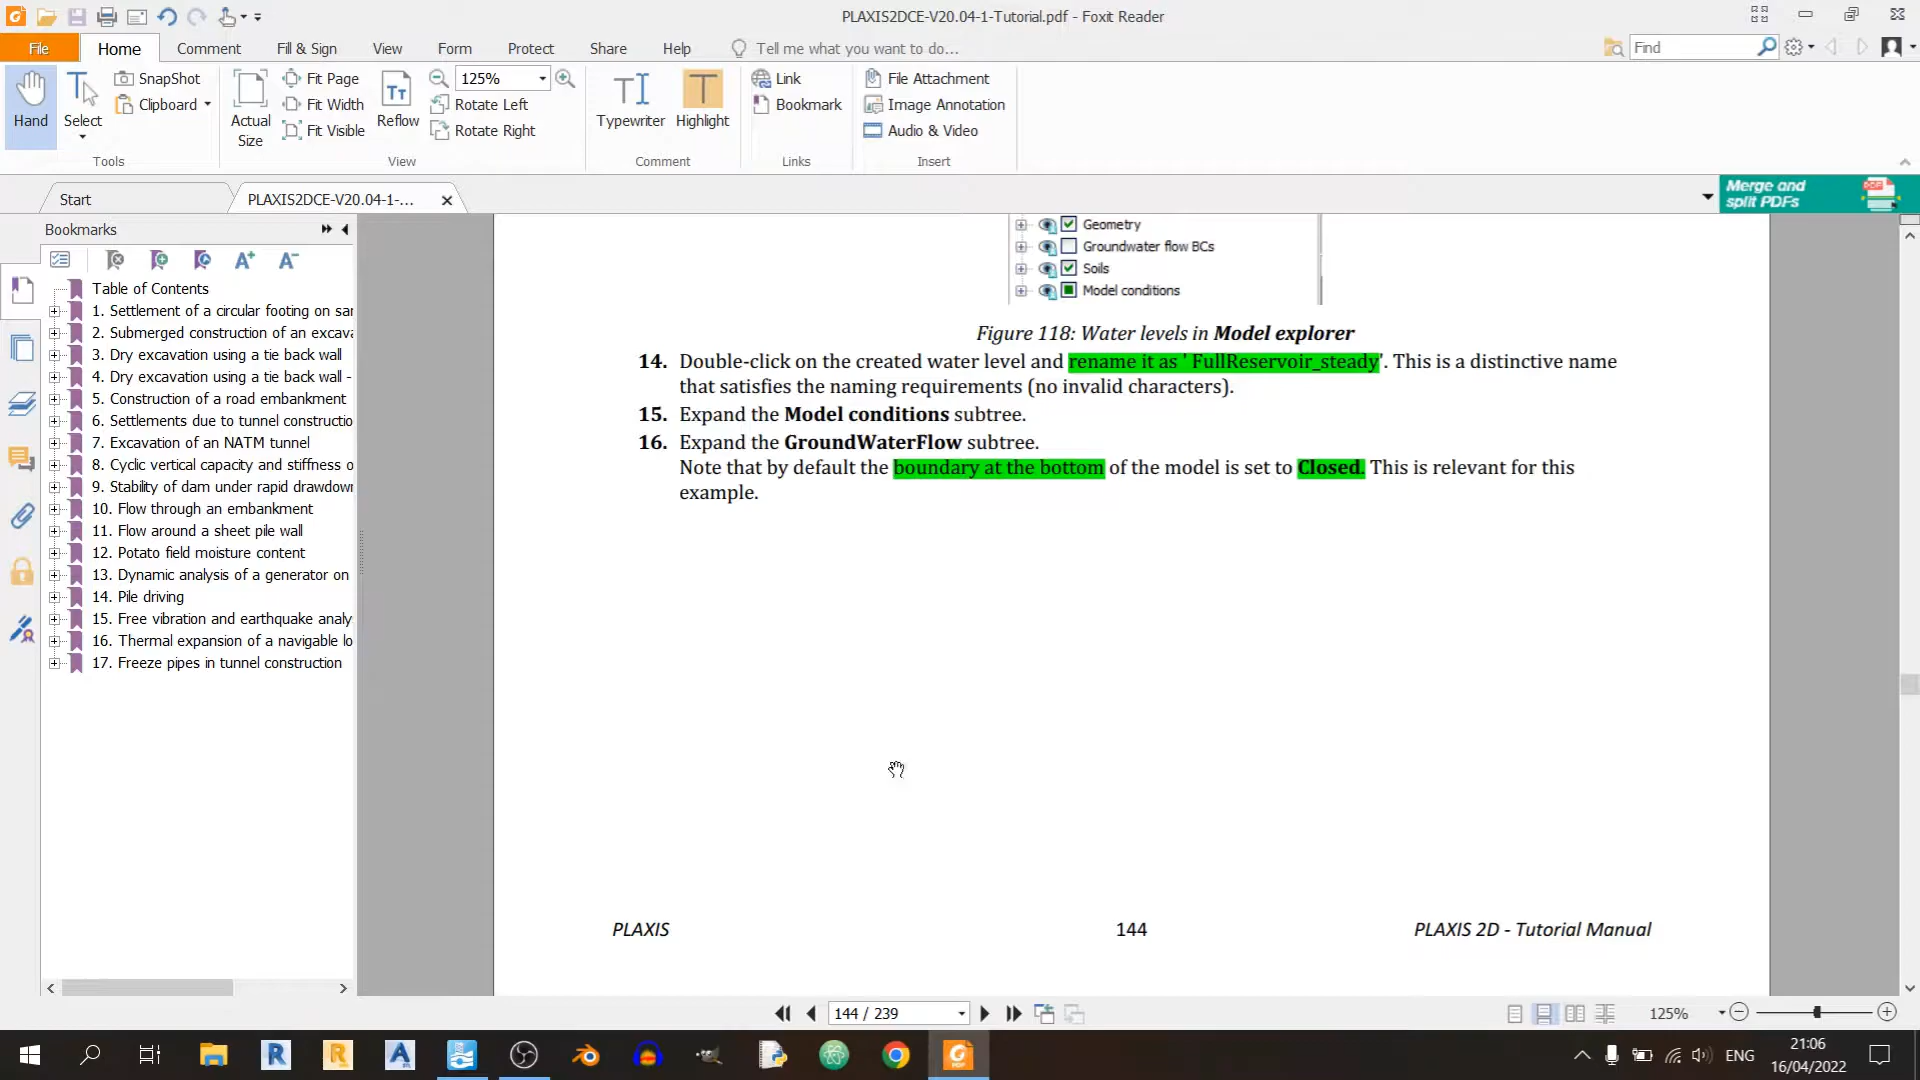 PLAXIS2DCE-V20.04-1-Tutorial.pdf - Foxit Reader
File
Home
Comment
Fill & Sign
View
Form
Protect
Share
Help
Tell me what you want to do...
Find
Hand
Select
SnapShot
Clipboard
Tools
Actual
Size
Fit Page
Fit Width
Fit Visible
Reflow
125%
Rotate Left
Rotate Right
View
Typewriter
Highlight
Comment
Link
Bookmark
Links
File Attachment
Image Annotation
Audio & Video
Insert
Start
PLAXIS2DCE-V20.04-1-...
Merge and
split PDFs
Bookmarks
Table of Contents
1. Settlement of a circular footing on sar
2. Submerged construction of an excava
3. Dry excavation using a tie back wall
4. Dry excavation using a tie back wall -
5. Construction of a road embankment
6. Settlements due to tunnel constructio
7. Excavation of an NATM tunnel
8. Cyclic vertical capacity and stiffness o
9. Stability of dam under rapid drawdown
10. Flow through an embankment
11. Flow around a sheet pile wall
12. Potato field moisture content
13. Dynamic analysis of a generator on
14. Pile driving
15. Free vibration and earthquake analy
16. Thermal expansion of a navigable lo
17. Freeze pipes in tunnel construction
Geometry
Groundwater flow BCs
Soils
Model conditions
Figure 118: Water levels in Model explorer
14. Double-click on the created water level and rename it as ' FullReservoir_steady'. This is a distinctive name
that satisfies the naming requirements (no invalid characters).
15. Expand the Model conditions subtree.
16. Expand the GroundWaterFlow subtree.
Note that by default the boundary at the bottom of the model is set to Closed. This is relevant for this
example.
PLAXIS
144
PLAXIS 2D - Tutorial Manual
144 / 239
125%
ENG
21:06
16/04/2022